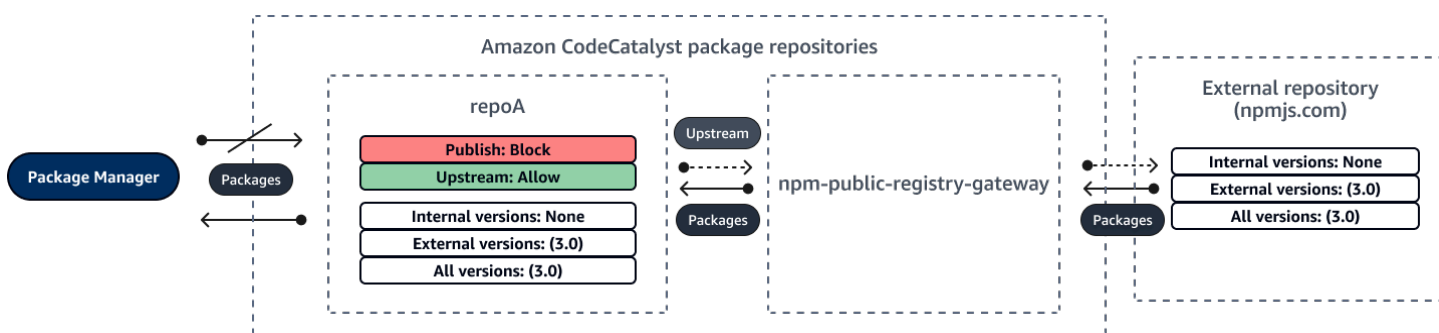 Amazon CodeCatalyst package repositories
Package Manager
Packages
repoA
Publish: Block
Upstream: Allow
Internal versions: None
External versions: (3.0)
All versions: (3.0)
Upstream
Packages
npm-public-registry-gateway
Packages
External repository
(npmjs.com)
Internal versions: None
External versions: (3.0)
All versions: (3.0)